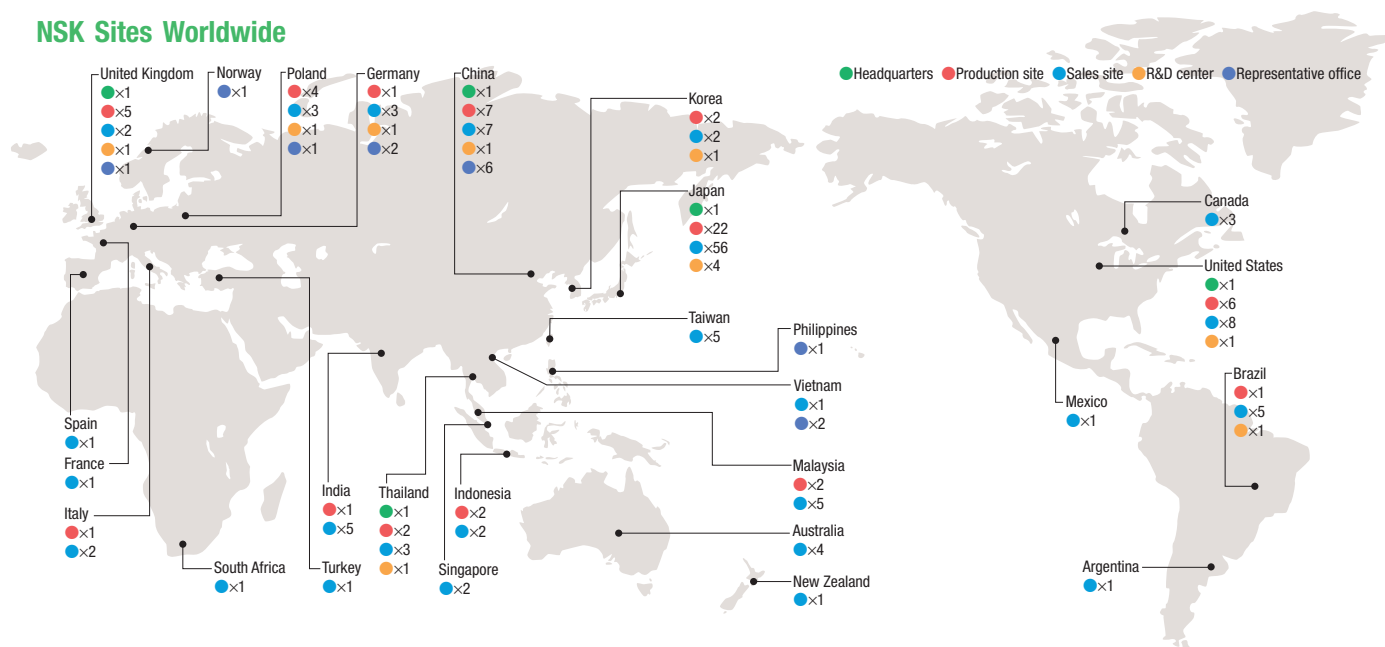 NSK Sites Worldwide
Headquarters Production site Sales site R&D center Representative office
United Kingdom
×1
×5
×2
×1
×1
Norway
×1
Poland
×4
×3
×1
×1
Germany
×1
×3
×1
×2
China
×1
×7
×7
×1
×6
Korea
×2
×2
×1
Japan
×1
×22
×56
×4
Taiwan
×5
Philippines
×1
Vietnam
×1
×2
Malaysia
×2
×5
Australia
×4
New Zealand
×1
Spain
×1
France
×1
Italy
×1
×2
South Africa
×1
India
×1
×5
Turkey
×1
Thailand
×1
×2
×3
×1
Indonesia
×2
×2
Singapore
×2
Canada
×3
United States
×1
×6
×8
×1
Mexico
×1
Brazil
×1
×5
×1
Argentina
×1